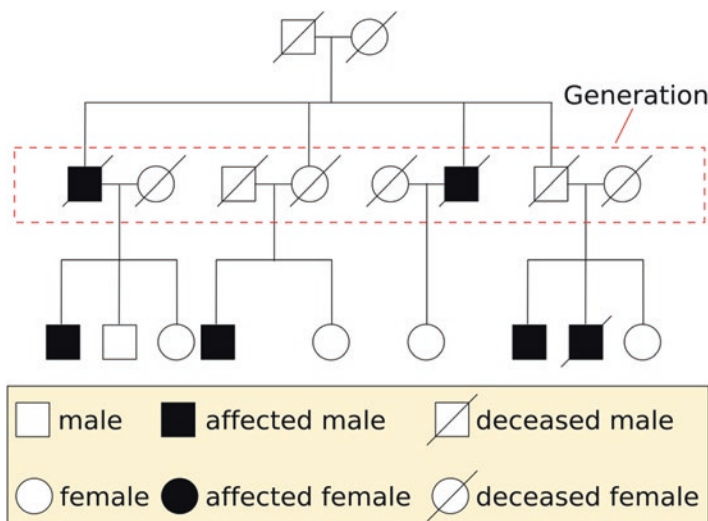 Generation
male
affected male
deceased male
female
affected female
deceased female